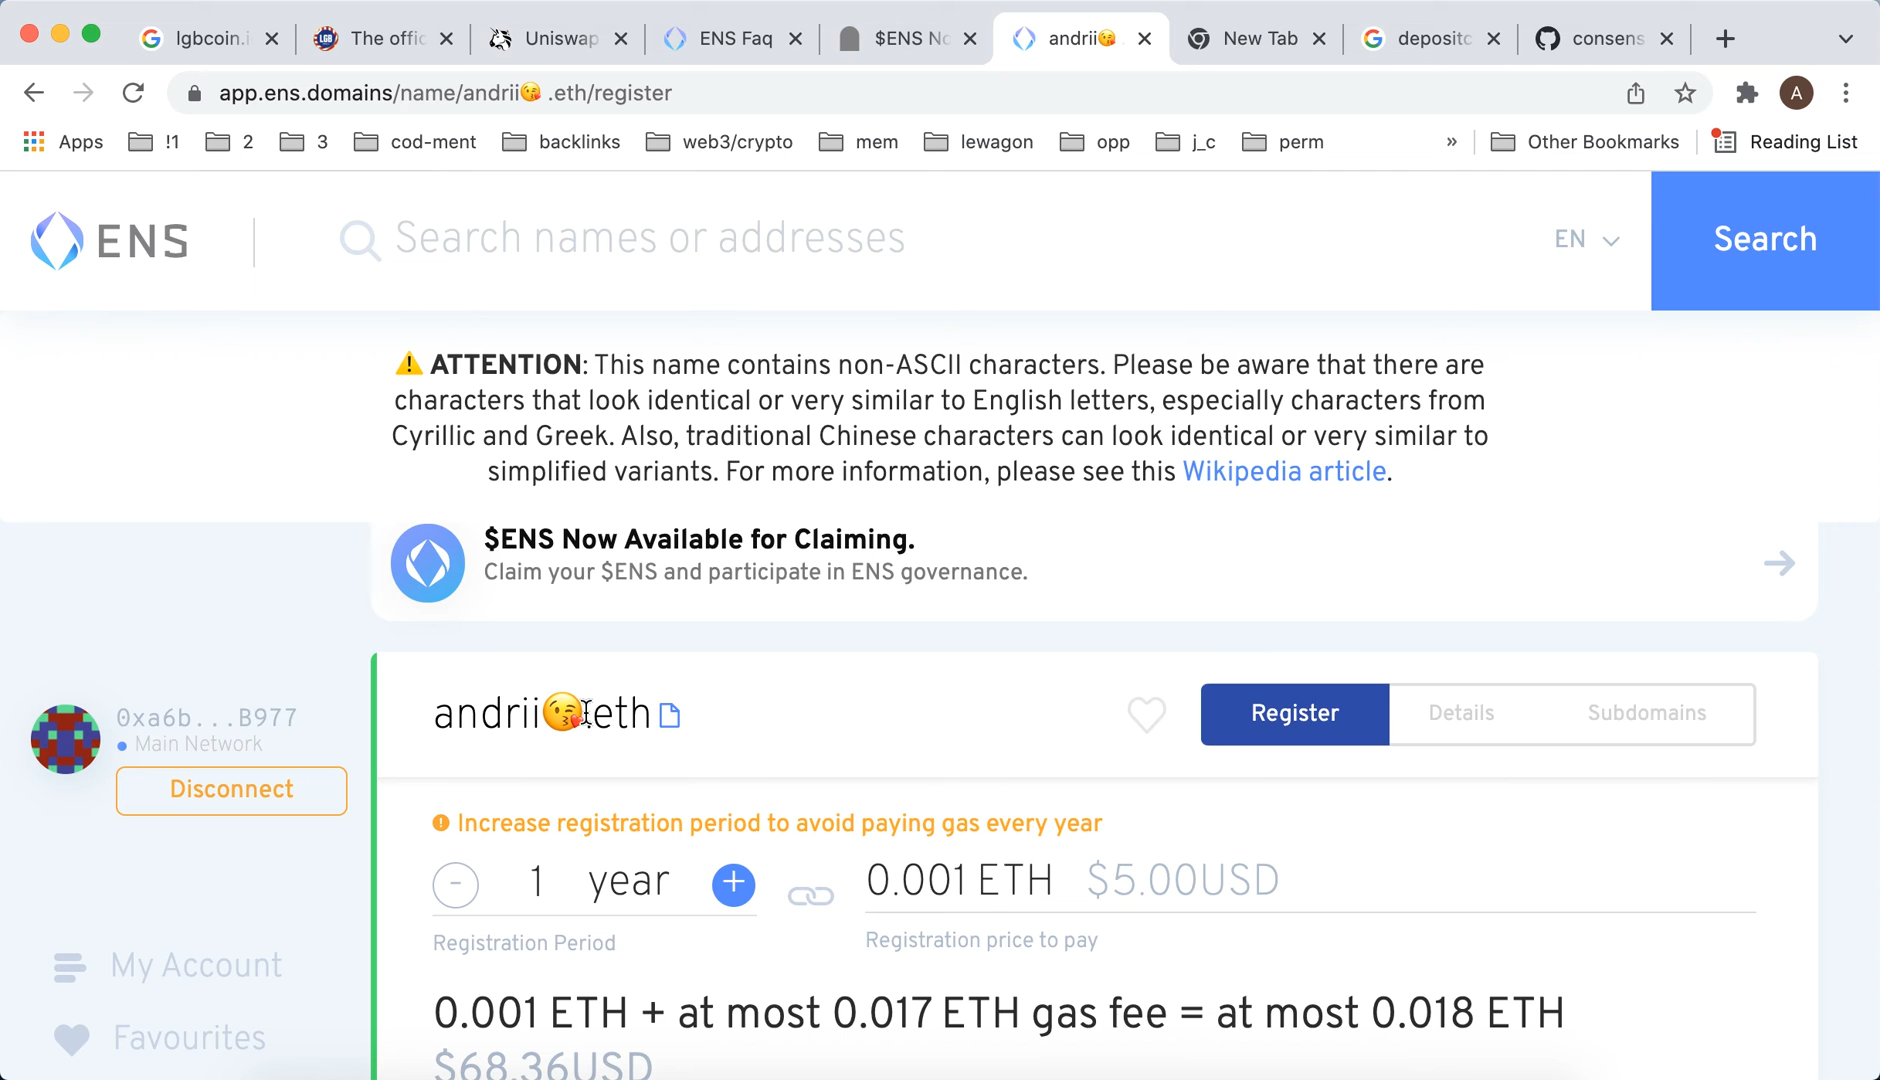 lgbcoin.i
The offic
Uniswap
ENS Faq
$ENS No
andrii😘
New Tab
depositc
consens
app.ens.domains/name/andrii😘 .eth/register
A
Apps
!1
2
3
cod-ment
backlinks
web3/crypto
mem
lewagon
opp
j_c
perm
»
Other Bookmarks
Reading List
ENS
Search names or addresses
EN
Search
⚠️ ATTENTION: This name contains non-ASCII characters. Please be aware that there are
characters that look identical or very similar to English letters, especially characters from
Cyrillic and Greek. Also, traditional Chinese characters can look identical or very similar to
simplified variants. For more information, please see this Wikipedia article.
$ENS Now Available for Claiming.
Claim your $ENS and participate in ENS governance.
0xa6b...B977
Main Network
Disconnect
andrii😘.eth
Register
Details
Subdomains
Increase registration period to avoid paying gas every year
- 1 year +
0.001 ETH $5.00USD
Registration Period
Registration price to pay
My Account
Favourites
0.001 ETH + at most 0.017 ETH gas fee = at most 0.018 ETH
$68.36USD